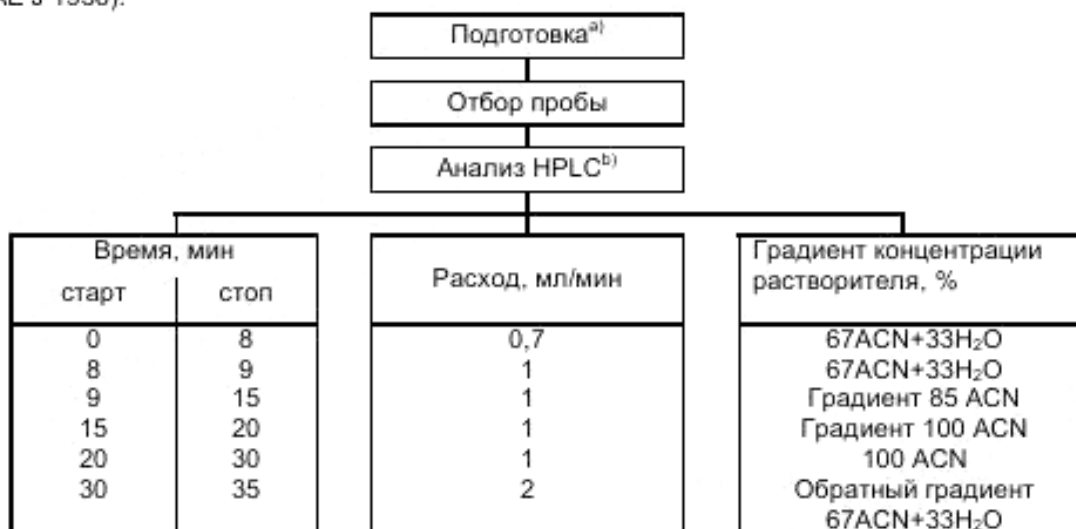 Подготовка^a)
Отбор пробы
Анализ HPLC^b)
Время, мин
старт стоп
Расход, мл/мин
Градиент концентрации
растворителя, %
0 8 0,7 67ACN+33H₂O
8 9 1 67ACN+33H₂O
9 15 1 Градиент 85 ACN
15 20 1 Градиент 100 ACN
20 30 1 100 ACN
30 35 2 Обратный градиент
67ACN+33H₂O